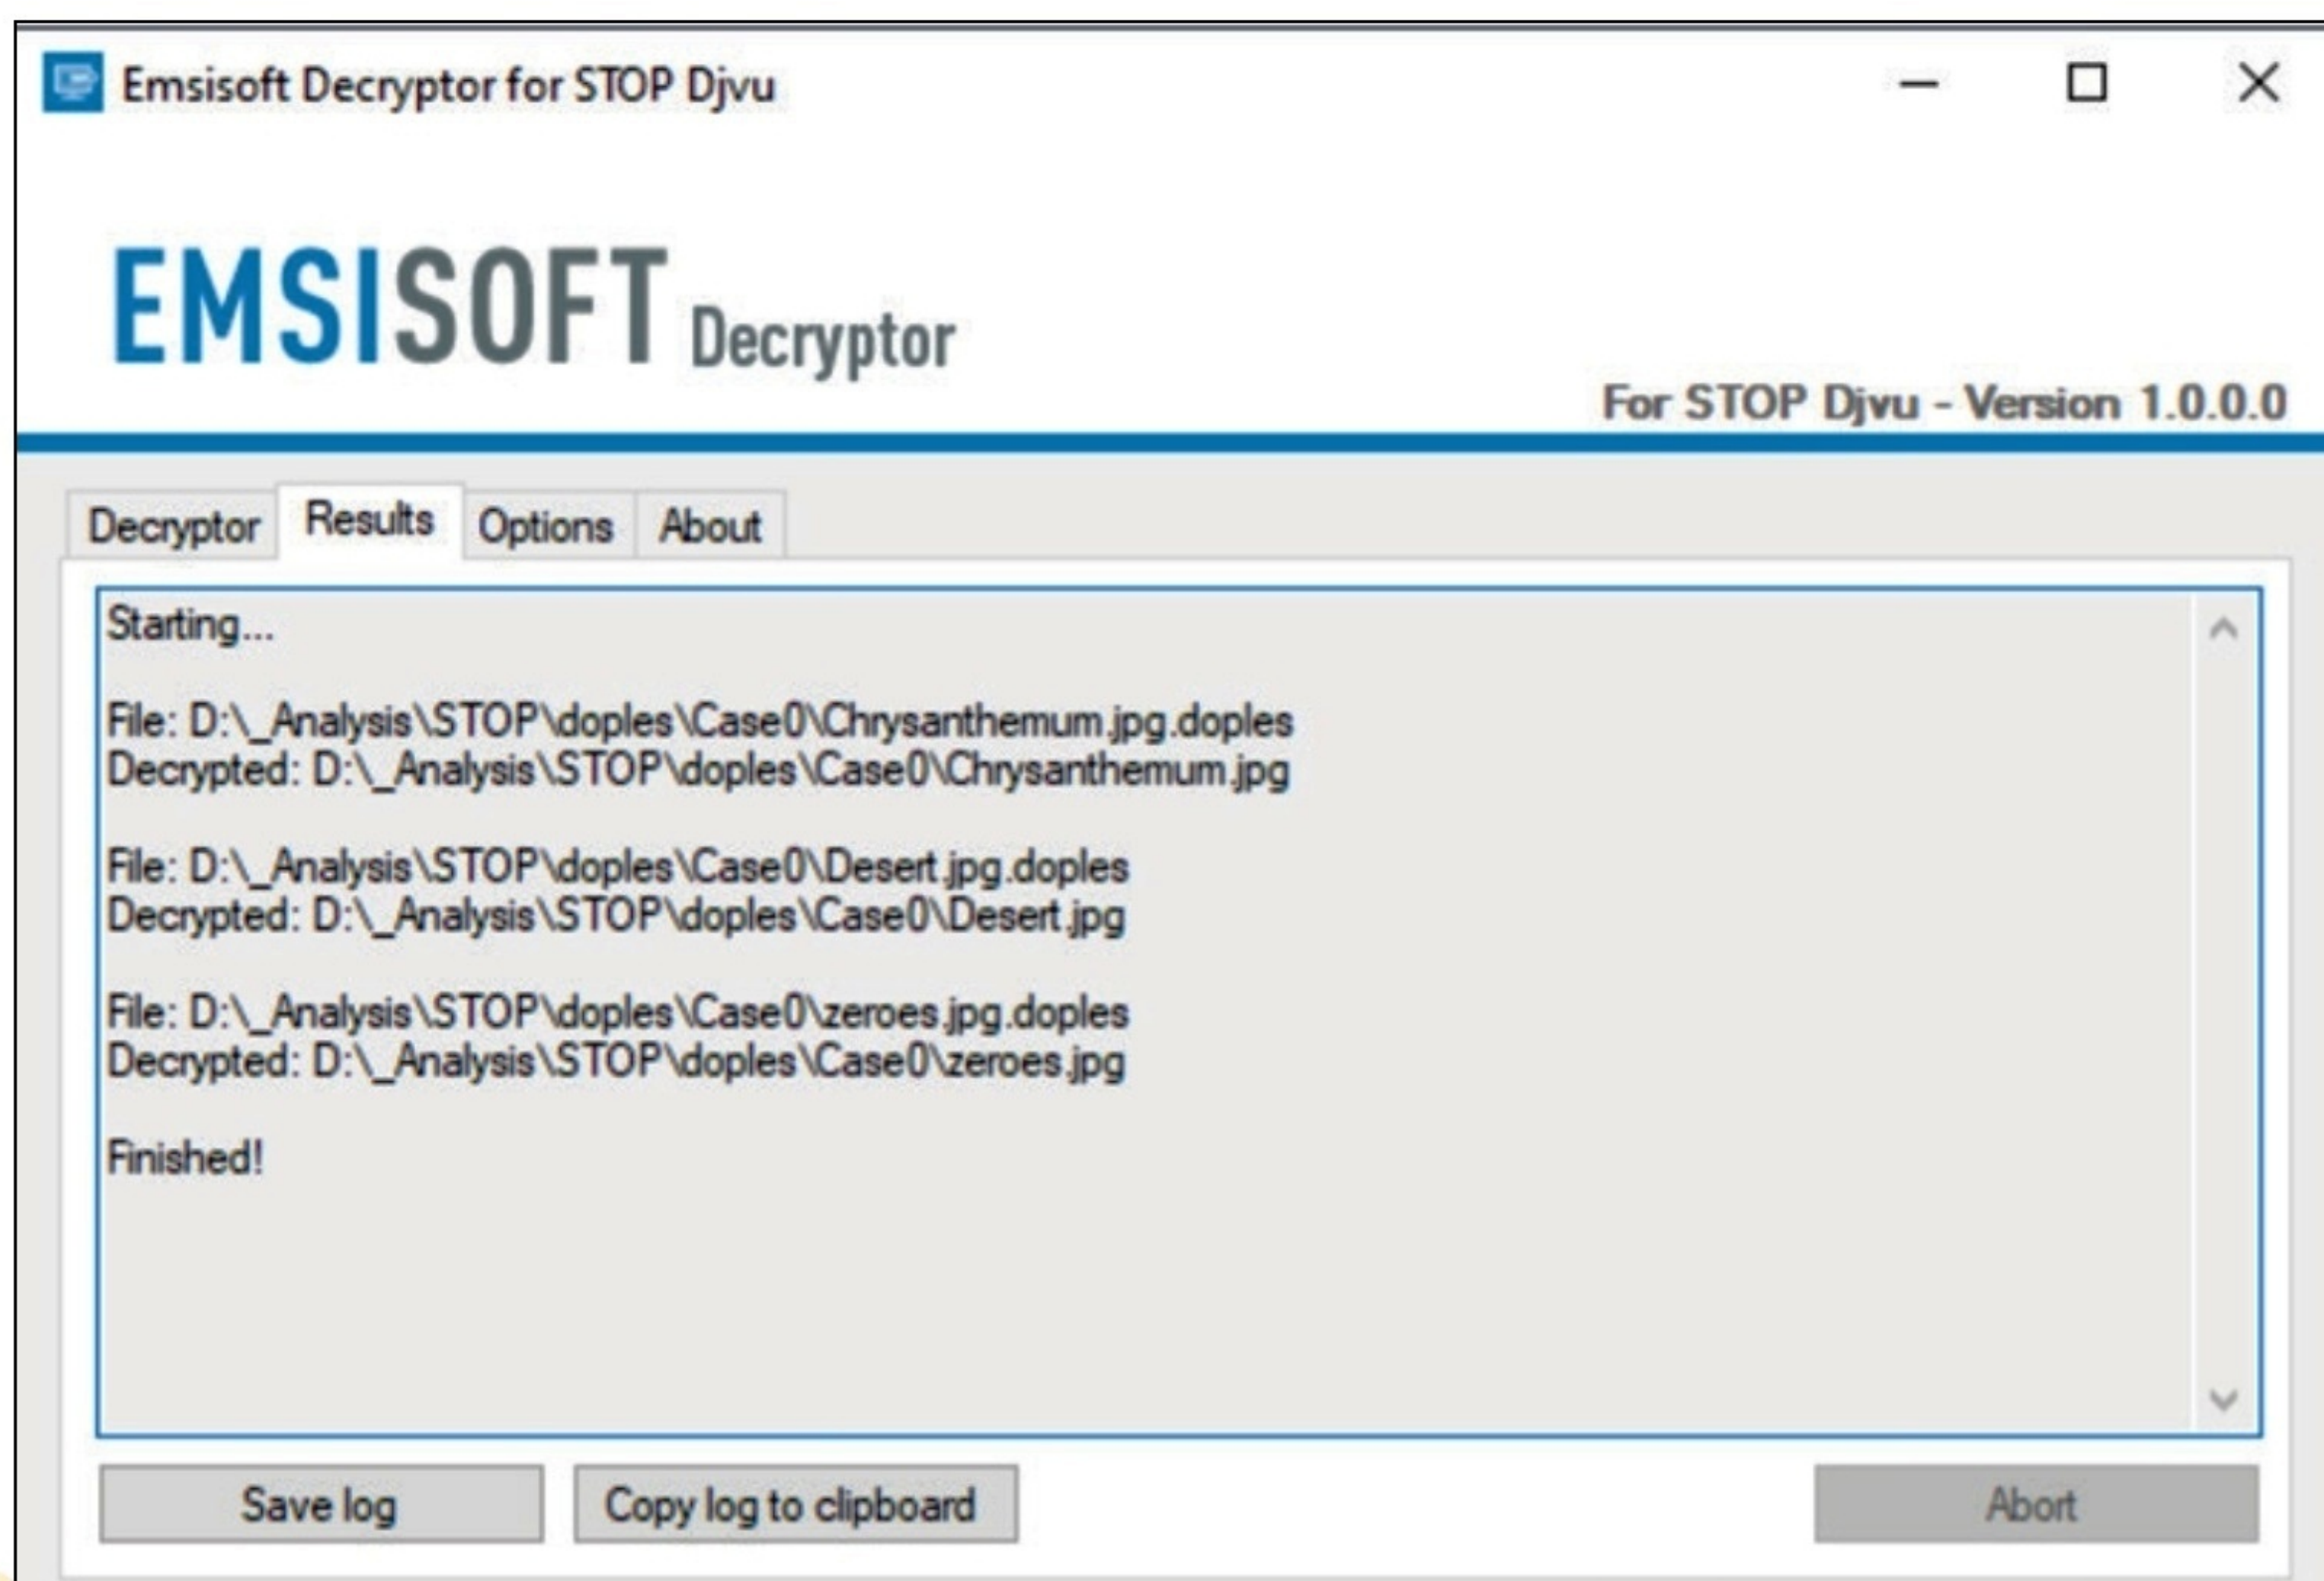 Emsisoft Decryptor for STOP Djvu
EMSISOFT Decryptor
For STOP Djvu - Version 1.0.0.0
Decryptor Results Options About
Starting...
File: D:\_Analysis\STOP\doples\Case0\Chrysanthemum.jpg.doples
Decrypted: D:\_Analysis\STOP\doples\Case0\Chrysanthemum.jpg
File: D:\_Analysis\STOP\doples\Case0\Desert.jpg.doples
Decrypted: D:\_Analysis\STOP\doples\Case0\Desert.jpg
File: D:\_Analysis\STOP\doples\Case0\zeroes.jpg.doples
Decrypted: D:\_Analysis\STOP\doples\Case0\zeroes.jpg
Finished!
Save log Copy log to clipboard Abort